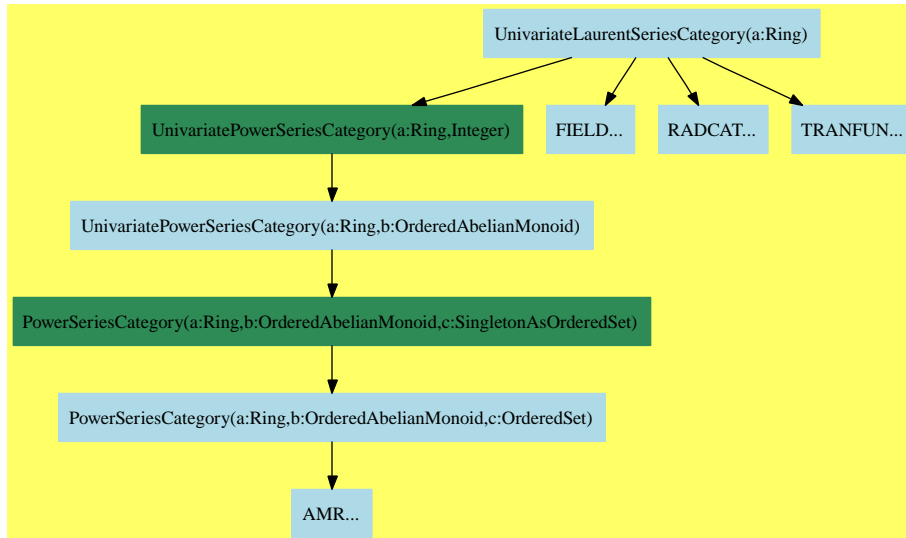 UnivariateLaurentSeriesCategory(a:Ring)
UnivariatePowerSeriesCategory(a:Ring,Integer)
FIELD...
RADCAT...
TRANFUN...
UnivariatePowerSeriesCategory(a:Ring,b:OrderedAbelianMonoid)
PowerSeriesCategory(a:Ring,b:OrderedAbelianMonoid,c:SingletonAsOrderedSet)
PowerSeriesCategory(a:Ring,b:OrderedAbelianMonoid,c:OrderedSet)
AMR...